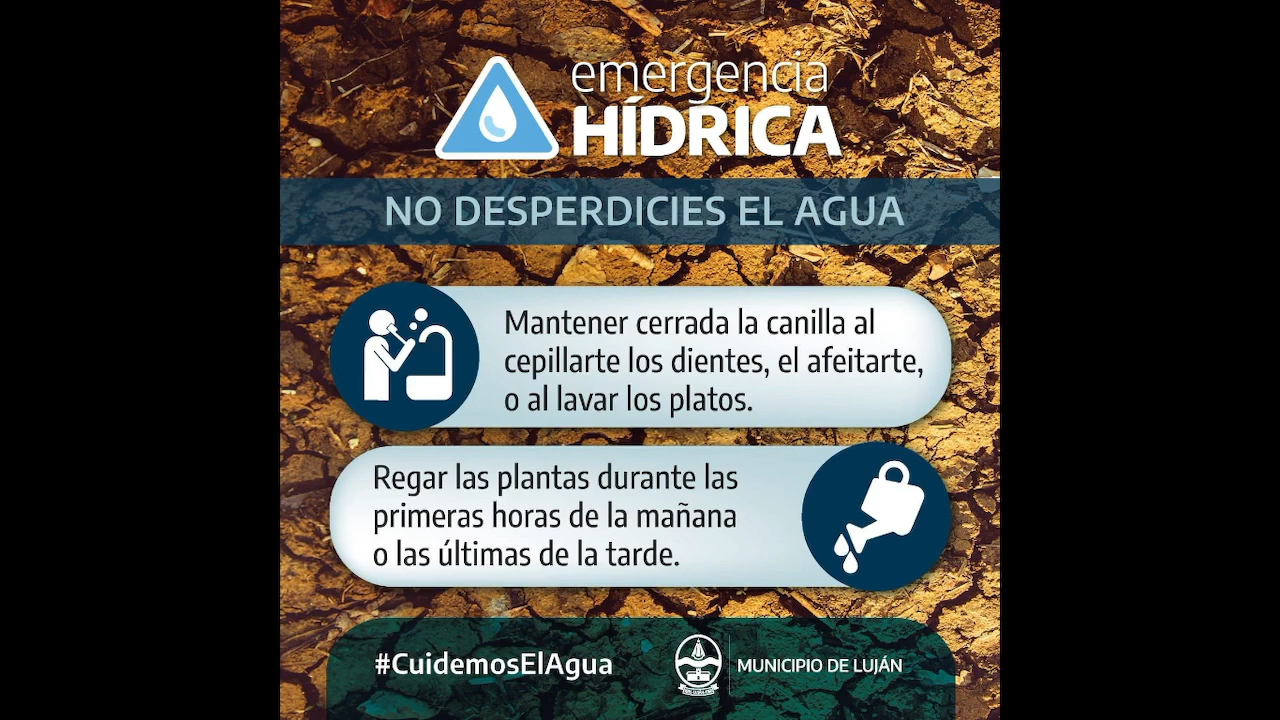 emergencia
HÍDRICA
NO DESPERDICIES EL AGUA
Mantener cerrada la canilla al
cepillarte los dientes, el afeitarte,
o al lavar los platos.
Regar las plantas durante las
primeras horas de la mañana
o las últimas de la tarde.
#CuidemosElAgua
MUNICIPIO DE LUJÁN